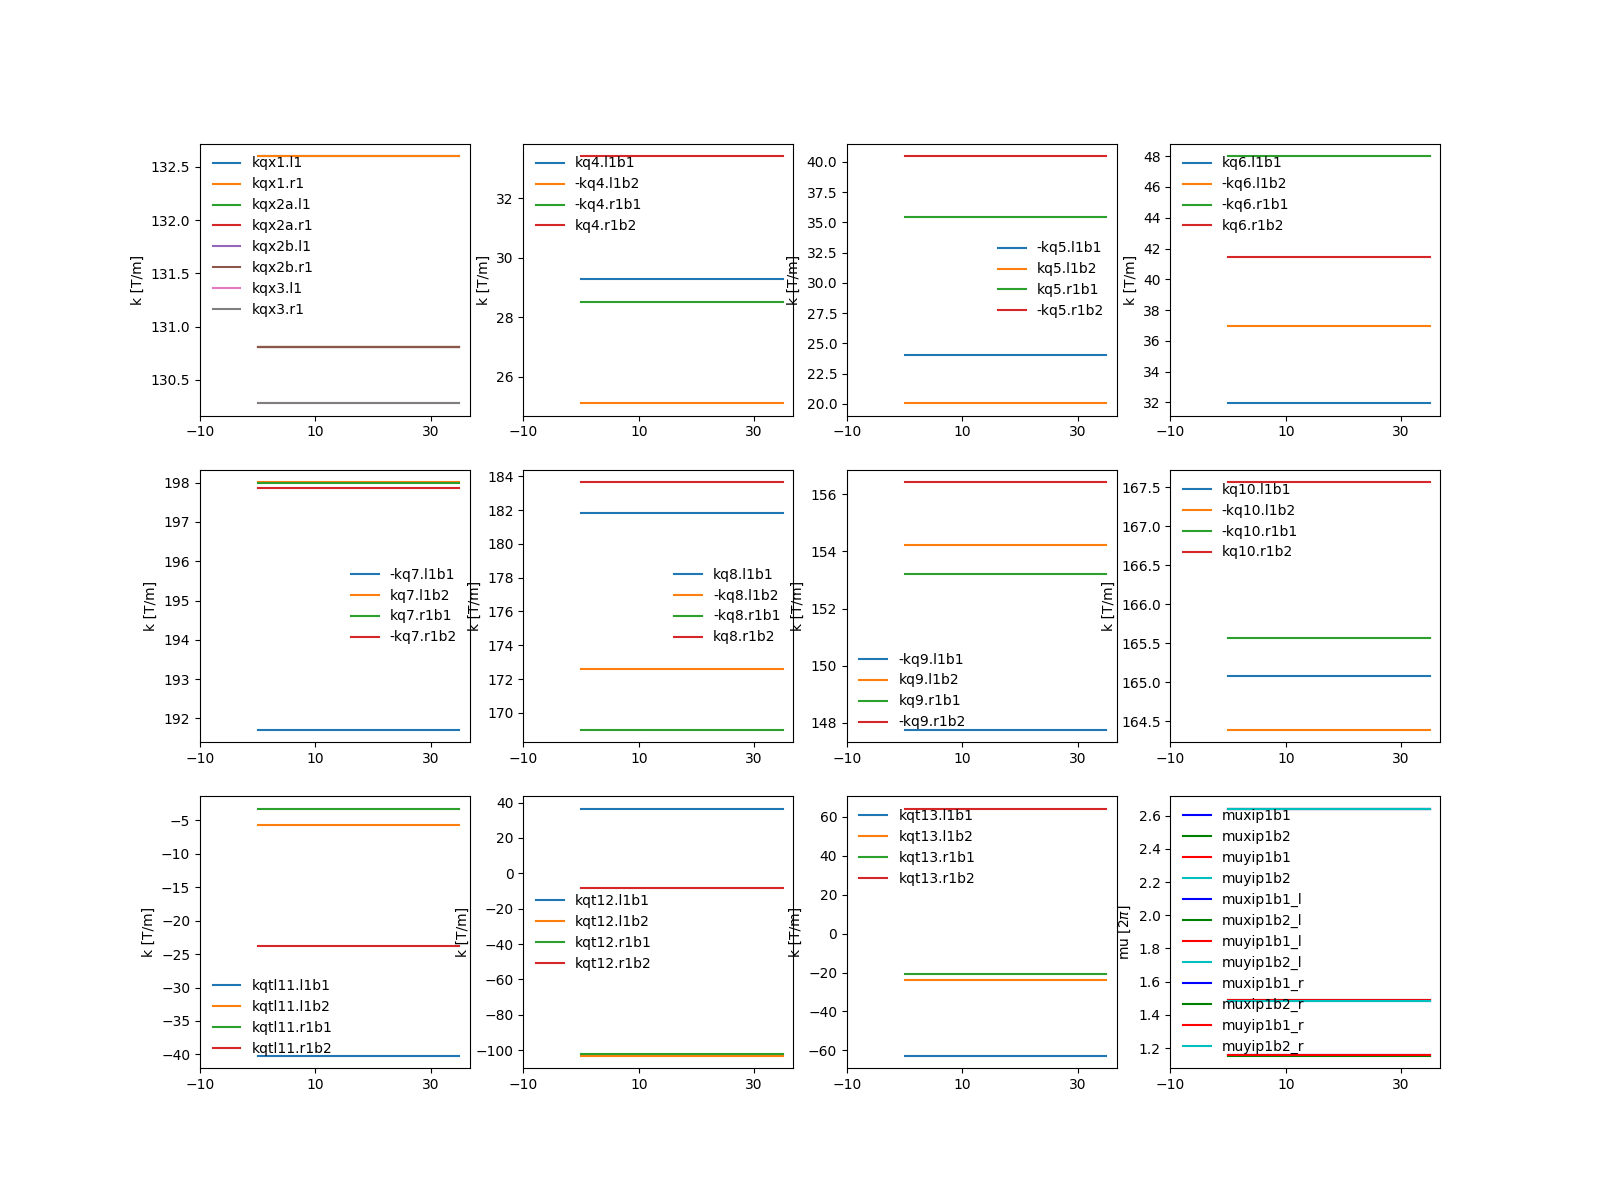 k [T/m]
132.5
132.0
131.5
131.0
130.5
−10
10
30
kqx1.l1
kqx1.r1
kqx2a.l1
kqx2a.r1
kqx2b.l1
kqx2b.r1
kqx3.l1
kqx3.r1
k [T/m]
32
30
28
26
−10
10
30
kq4.l1b1
-kq4.l1b2
-kq4.r1b1
kq4.r1b2
k [T/m]
40.0
37.5
35.0
32.5
30.0
27.5
25.0
22.5
20.0
−10
10
30
-kq5.l1b1
kq5.l1b2
kq5.r1b1
-kq5.r1b2
k [T/m]
48
46
44
42
40
38
36
34
32
−10
10
30
kq6.l1b1
-kq6.l1b2
-kq6.r1b1
kq6.r1b2
k [T/m]
198
197
196
195
194
193
192
−10
10
30
-kq7.l1b1
kq7.l1b2
kq7.r1b1
-kq7.r1b2
k [T/m]
184
182
180
178
176
174
172
170
−10
10
30
kq8.l1b1
-kq8.l1b2
-kq8.r1b1
kq8.r1b2
k [T/m]
156
154
152
150
148
−10
10
30
-kq9.l1b1
kq9.l1b2
kq9.r1b1
-kq9.r1b2
k [T/m]
167.5
167.0
166.5
166.0
165.5
165.0
164.5
−10
10
30
kq10.l1b1
-kq10.l1b2
-kq10.r1b1
kq10.r1b2
k [T/m]
−5
−10
−15
−20
−25
−30
−35
−40
−10
10
30
kqtl11.l1b1
kqtl11.l1b2
kqtl11.r1b1
kqtl11.r1b2
k [T/m]
40
20
0
−20
−40
−60
−80
−100
−10
10
30
kqt12.l1b1
kqt12.l1b2
kqt12.r1b1
kqt12.r1b2
k [T/m]
60
40
20
0
−20
−40
−60
−10
10
30
kqt13.l1b1
kqt13.l1b2
kqt13.r1b1
kqt13.r1b2
mu [2π]
2.6
2.4
2.2
2.0
1.8
1.6
1.4
1.2
−10
10
30
muxip1b1
muxip1b2
muyip1b1
muyip1b2
muxip1b1_l
muxip1b2_l
muyip1b1_l
muyip1b2_l
muxip1b1_r
muxip1b2_r
muyip1b1_r
muyip1b2_r